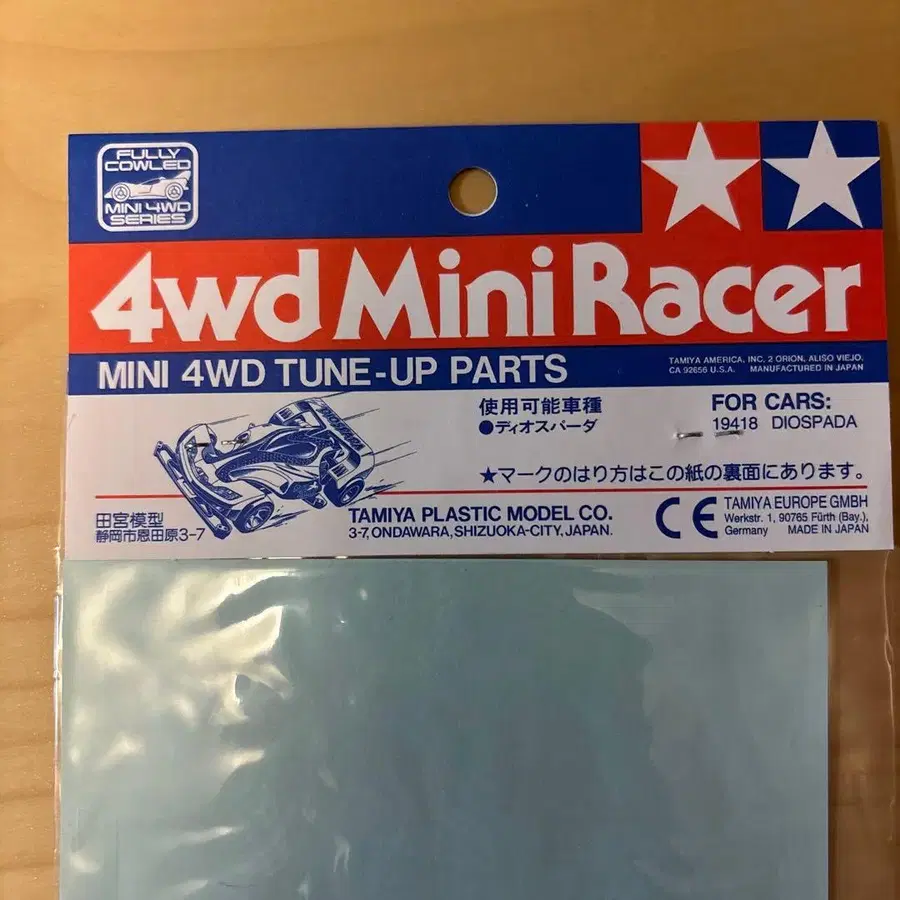 FULLY
COWLED
MINI 4WD
SERIES
4wd Mini Racer
MINI 4WD TUNE-UP PARTS
TAMIYA AMERICA, INC. 2 ORION, ALISO VIEJO,
CA 92656 U.S.A. MANUFACTURED IN JAPAN
使用可能車種
●ディオスパーダ
FOR CARS:
19418 DIOSPADA
★マークのはり方はこの紙の裏面にあります。
田宮模型
静岡市恩田原3-7
TAMIYA PLASTIC MODEL CO.
3-7, ONDAWARA, SHIZUOKA-CITY, JAPAN.
CE
TAMIYA EUROPE GMBH
Werkstr. 1, 90765 Fürth (Bay.),
Germany MADE IN JAPAN